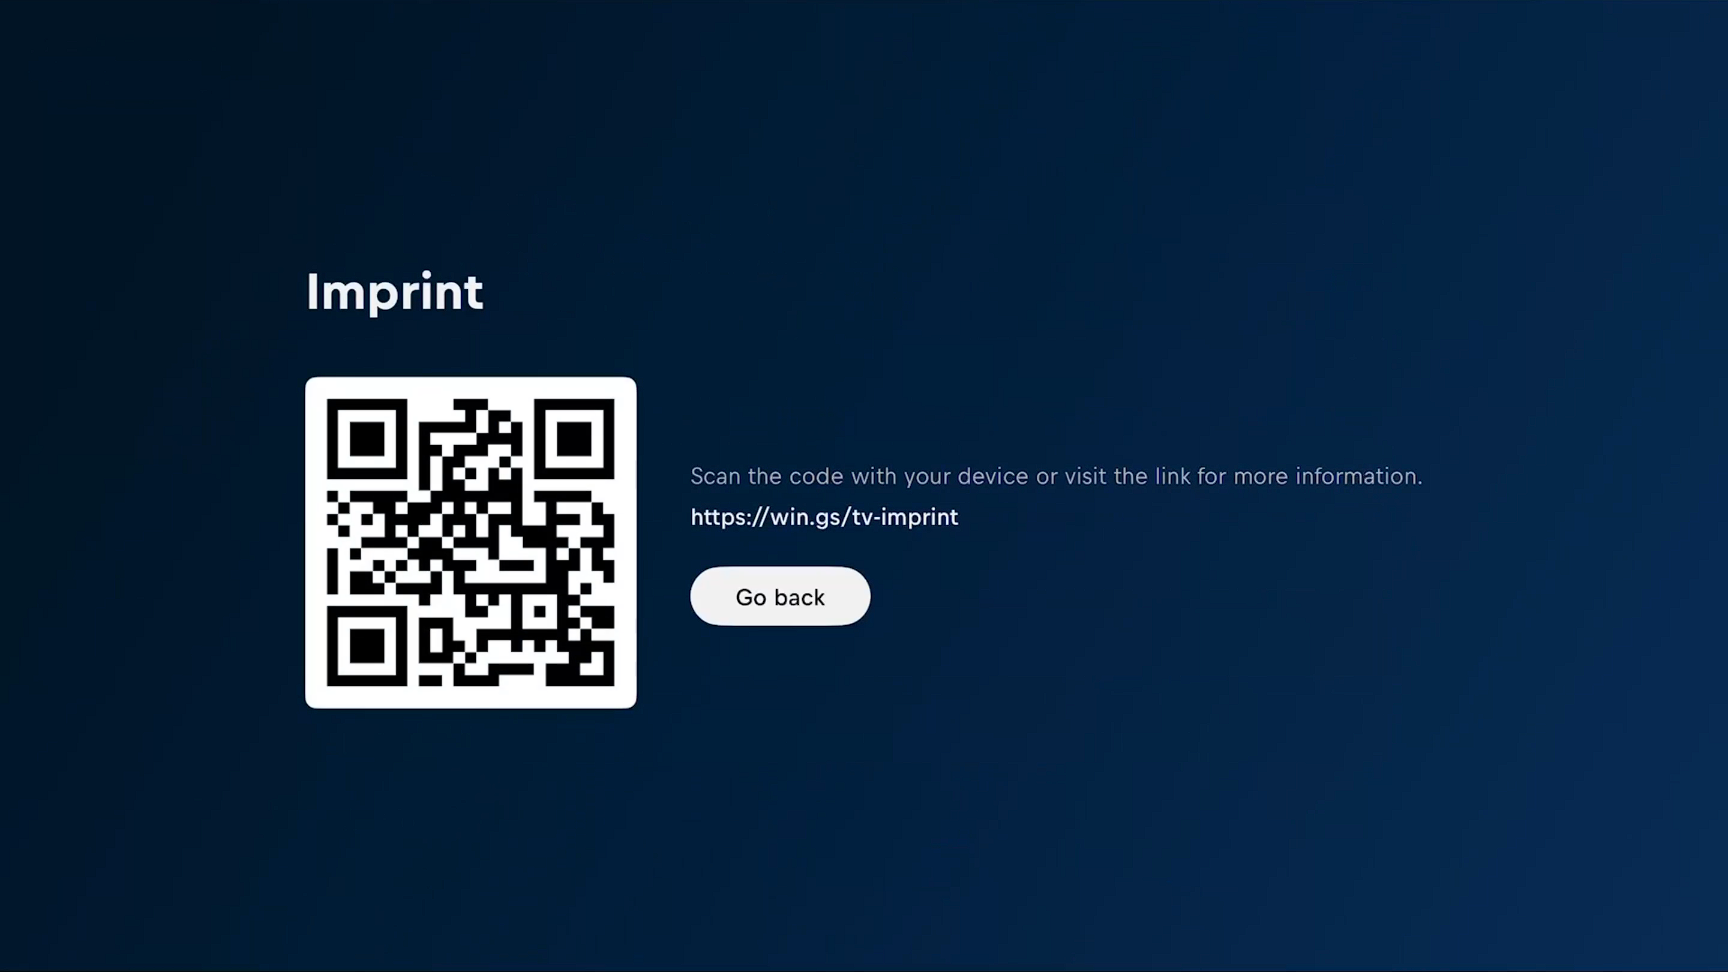 Imprint
Scan the code with your device or visit the link for more information.
https://win.gs/tv-imprint
Go back